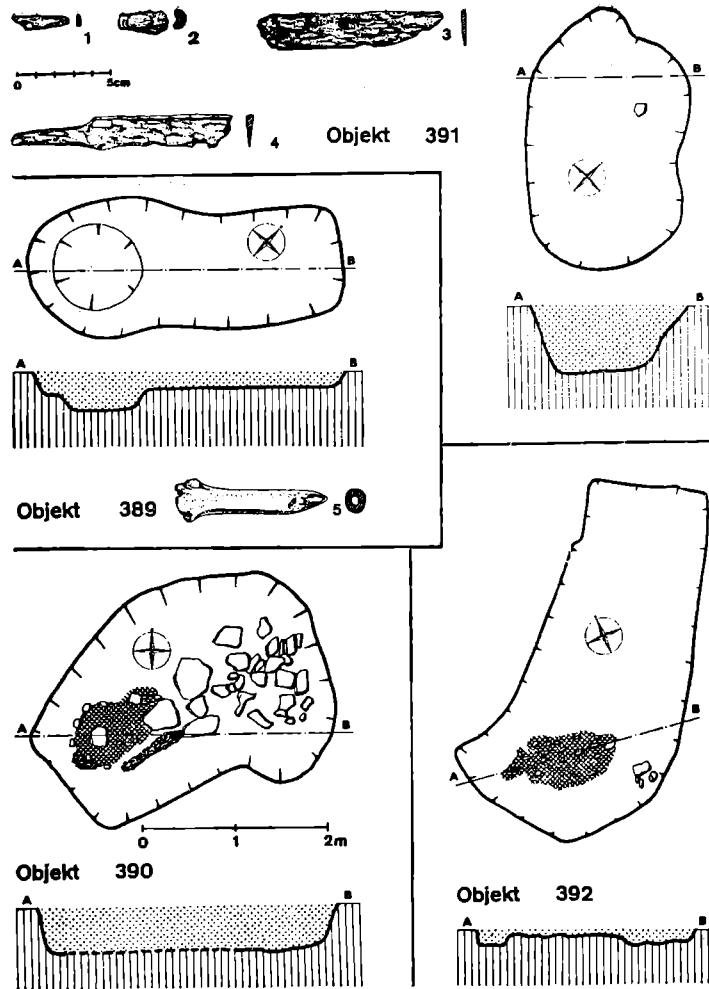 1
2
3
0 5cm
4
Objekt 391
A B
A B
A B
A B
Objekt 389
5
A B
0 1 2m
Objekt 390
A B
A B
Objekt 392
A B